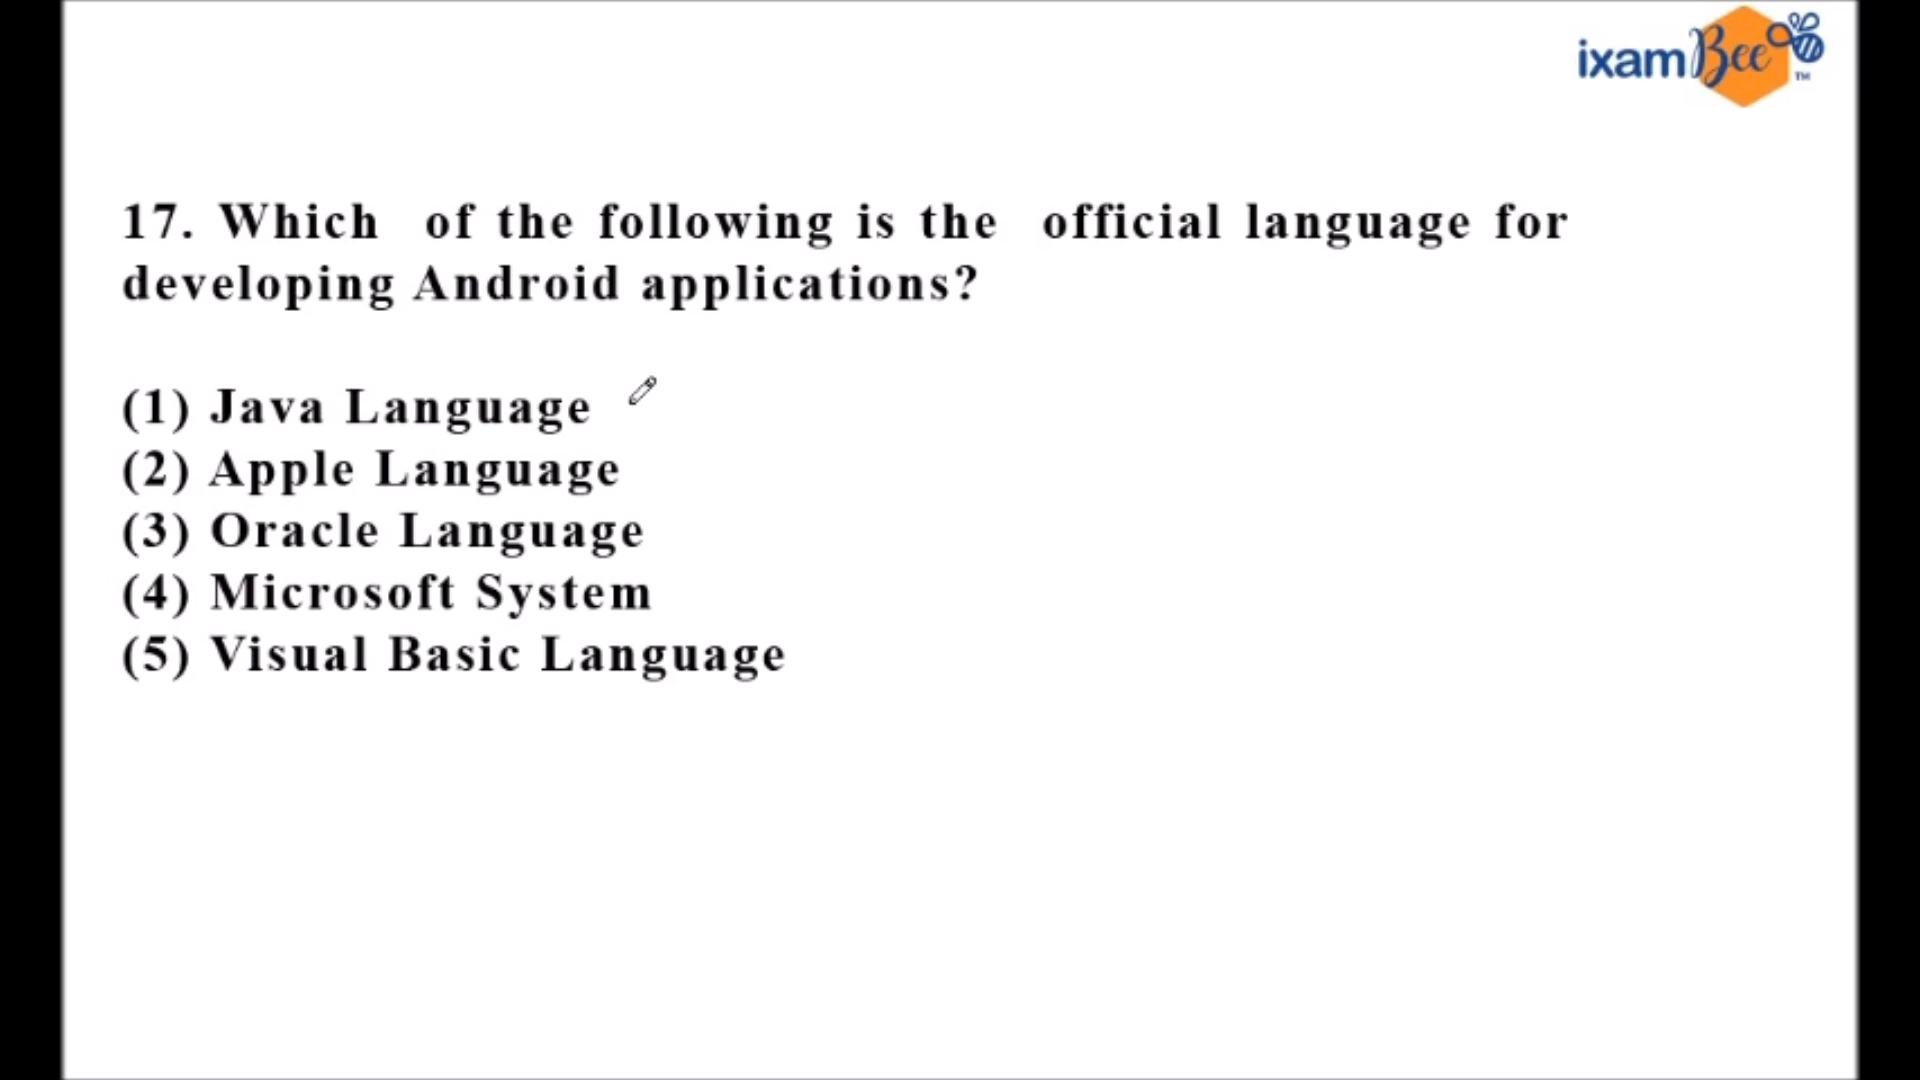 ixamBee™
17. Which of the following is the official language for
developing Android applications?
(1) Java Language
(2) Apple Language
(3) Oracle Language
(4) Microsoft System
(5) Visual Basic Language